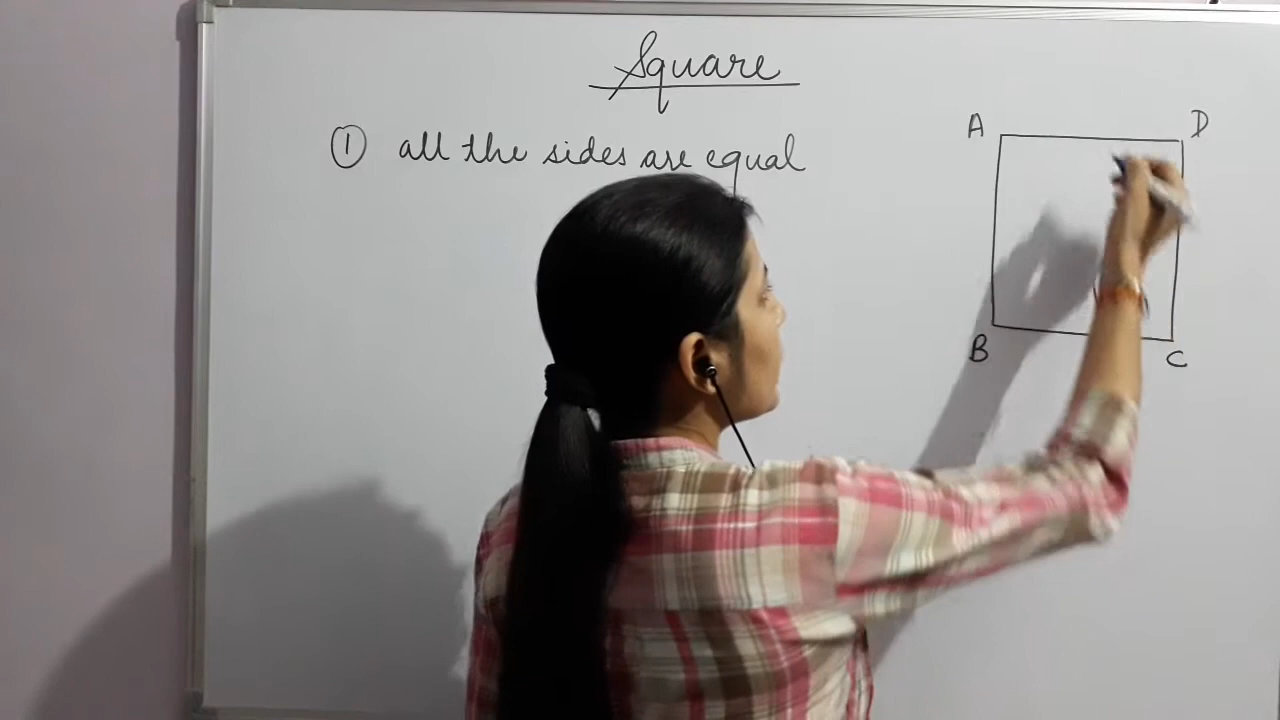 Square
① all the sides are equal
A D
B C